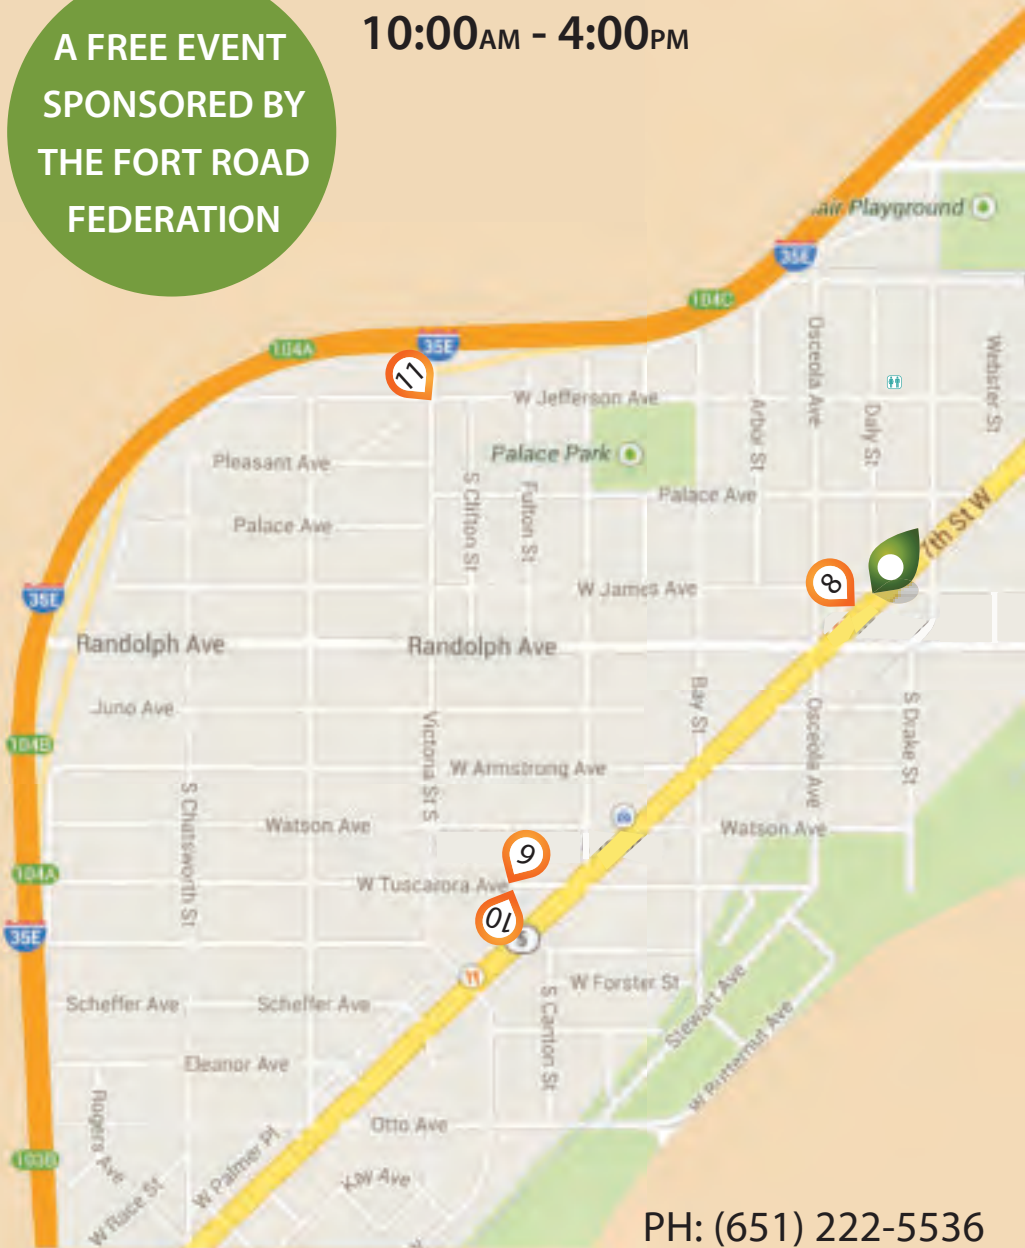 10:00AM - 4:00PM
A FREE EVENT
SPONSORED BY
THE FORT ROAD
FEDERATION
air Playground
35E
104C
104A
35E
11
W Jefferson Ave
Osceola Ave
Webster St
Arbor St
Daly St
Pleasant Ave
Palace Park
S Clifton St
Fulton St
Palace Ave
Palace Ave
7th St W
8
W James Ave
35E
Randolph Ave
Randolph Ave
Juno Ave
Bay St
Osceola Ave
S Drake St
Victoria St S
104B
W Armstrong Ave
S Chatsworth St
Watson Ave
Watson Ave
9
104A
W Tuscarora Ave
10
5
35E
W Forster St
Scheffer Ave
Scheffer Ave
S Canton St
Stewart Ave
W Butternut Ave
Eleanor Ave
Rogers Ave
Otto Ave
103B
W Palmer Pl
W Race St
PH: (651) 222-5536